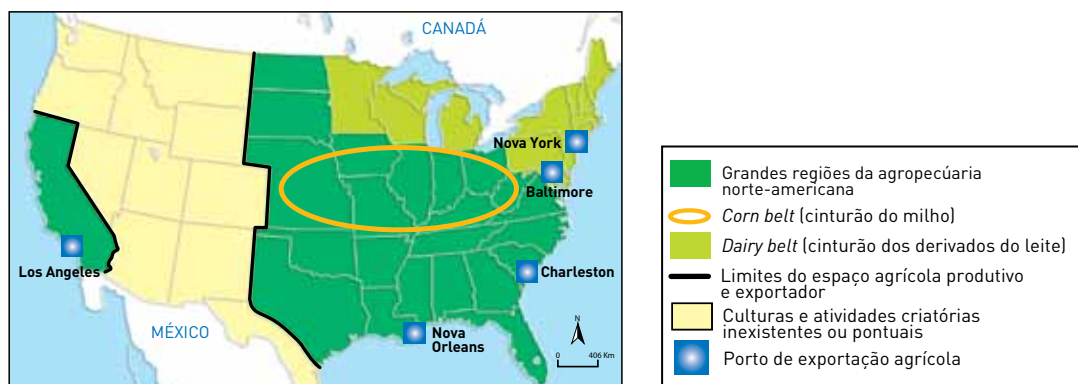 CANADÁ
Nova York
Baltimore
Los Angeles
Charleston
MÉXICO
Nova
Orleans
N
0 406 Km
Grandes regiões da agropecuária
norte-americana
Corn belt (cinturão do milho)
Dairy belt (cinturão dos derivados do leite)
Limites do espaço agrícola produtivo
e exportador
Culturas e atividades criatórias
inexistentes ou pontuais
Porto de exportação agrícola